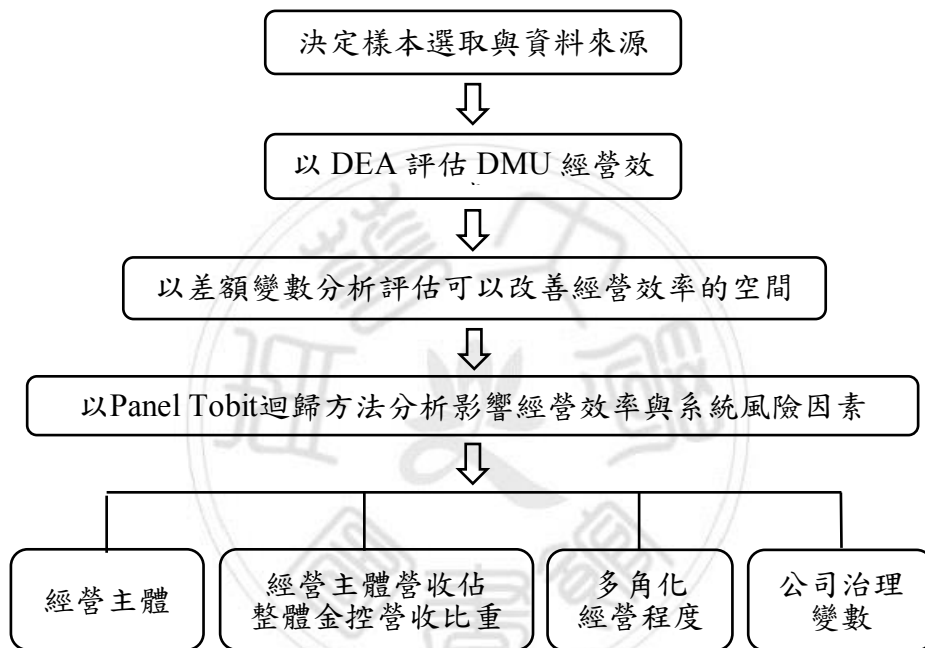 決定樣本選取與資料來源
以 DEA 評估 DMU 經營效
以差額變數分析評估可以改善經營效率的空間
以Panel Tobit迴歸方法分析影響經營效率與系統風險因素
經營主體
經營主體營收佔
整體金控營收比重
多角化
經營程度
公司治理
變數